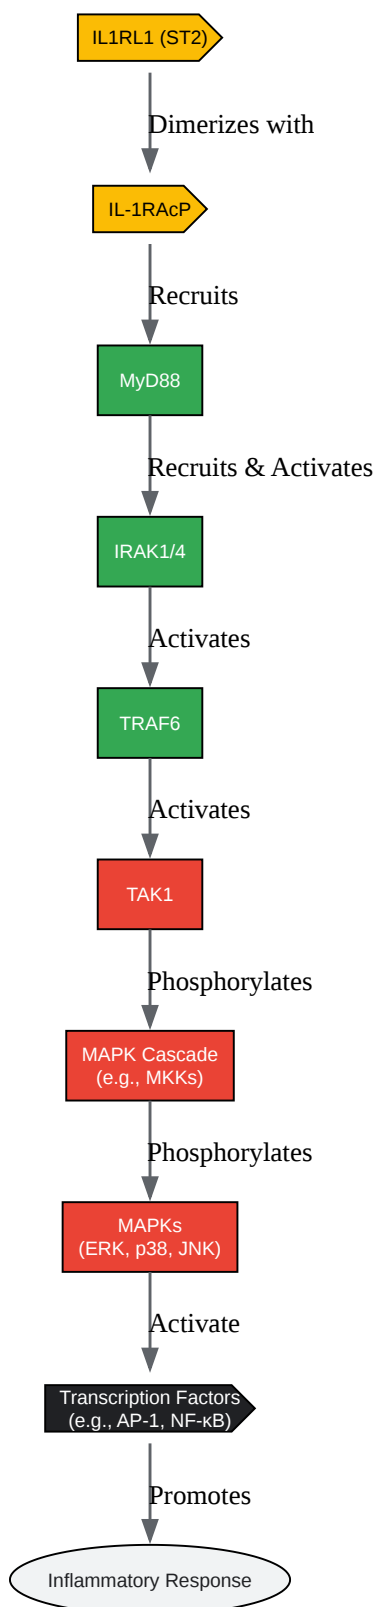 IL1RL1 (ST2)
Dimerizes with
IL-1RAcP
Recruits
MyD88
Recruits & Activates
IRAK1/4
Activates
TRAF6
Activates
TAK1
Phosphorylates
MAPK Cascade
(e.g., MKKs)
Phosphorylates
MAPKs
(ERK, p38, JNK)
Activate
Transcription Factors
(e.g., AP-1, NF-κB)
Promotes
Inflammatory Response